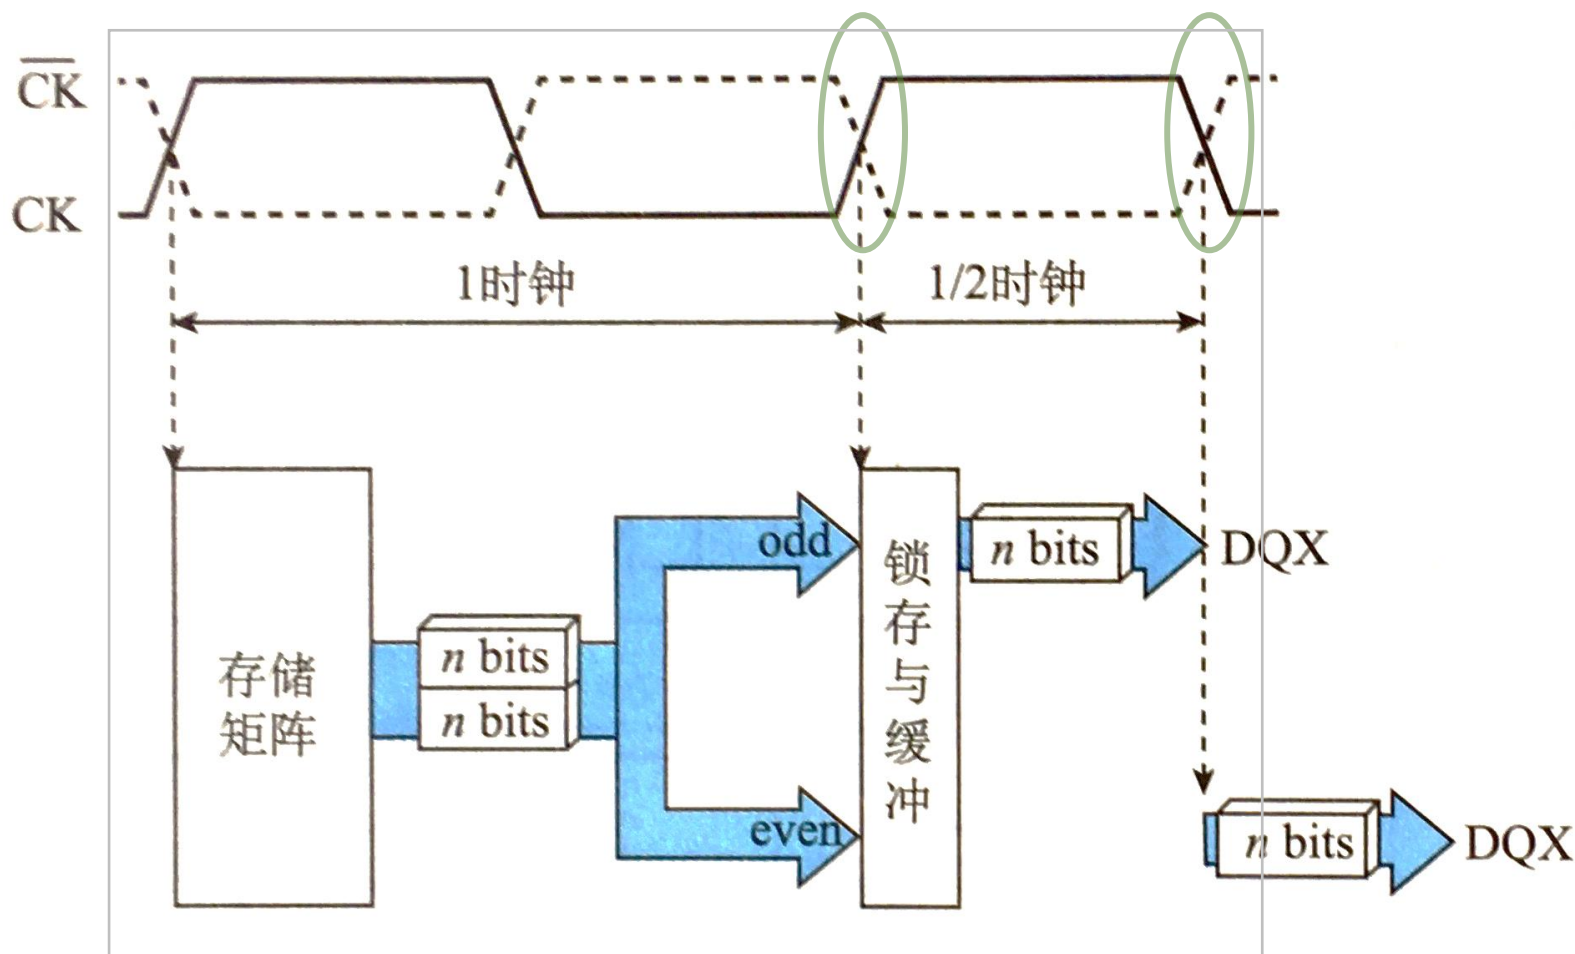 CK
CK
1时钟
1/2时钟
odd
n bits
DQX
锁存与缓冲
存储
矩阵
n bits
n bits
even
n bits
DQX